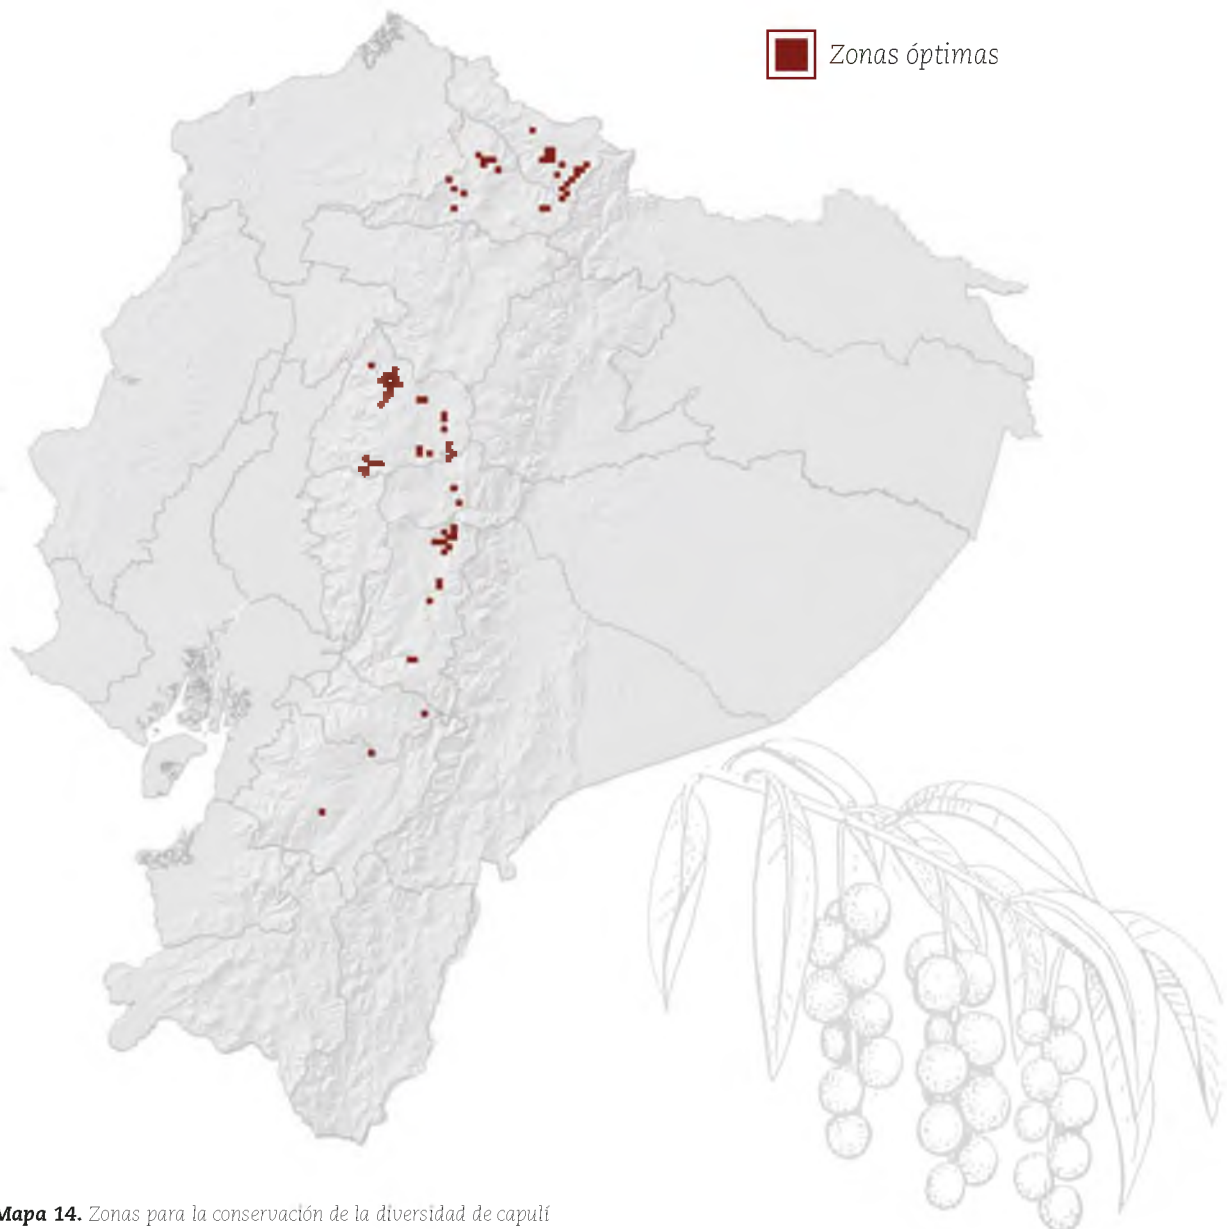 Zonas óptimas
Mapa 14. Zonas para la conservación de la diversidad de capulí